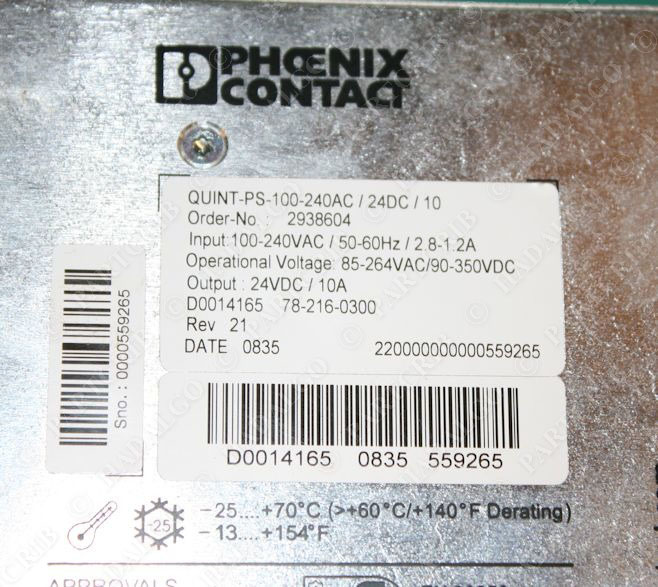 PHOENIX
CONTACT
QUINT-PS-100-240AC / 24DC / 10
Order-No.: 2938604
Input:100-240VAC / 50-60Hz / 2.8-1.2A
Operational Voltage: 85-264VAC/90-350VDC
Output : 24VDC / 10A
D0014165 78-216-0300
Rev 21
DATE 0835 220000000000559265
Sno.: 0000559265
D0014165 0835 559265
-25
-25....+70°C (>+60°C/+140°F Derating)
-13....+154°F
APPROVALS